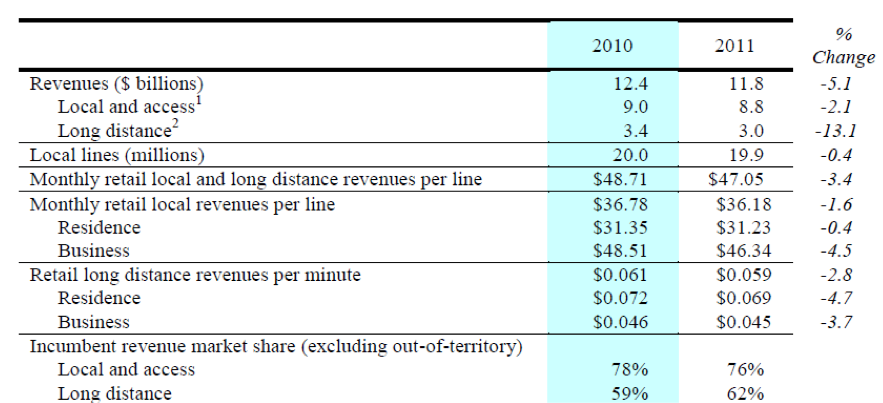 %
2010 2011 Change
Revenues ($ billions) 12.4 11.8 -5.1
Local and access1 9.0 8.8 -2.1
Long distance2 3.4 3.0 -13.1
Local lines (millions) 20.0 19.9 -0.4
Monthly retail local and long distance revenues per line $48.71 $47.05 -3.4
Monthly retail local revenues per line $36.78 $36.18 -1.6
Residence $31.35 $31.23 -0.4
Business $48.51 $46.34 -4.5
Retail long distance revenues per minute $0.061 $0.059 -2.8
Residence $0.072 $0.069 -4.7
Business $0.046 $0.045 -3.7
Incumbent revenue market share (excluding out-of-territory)
Local and access 78% 76%
Long distance 59% 62%